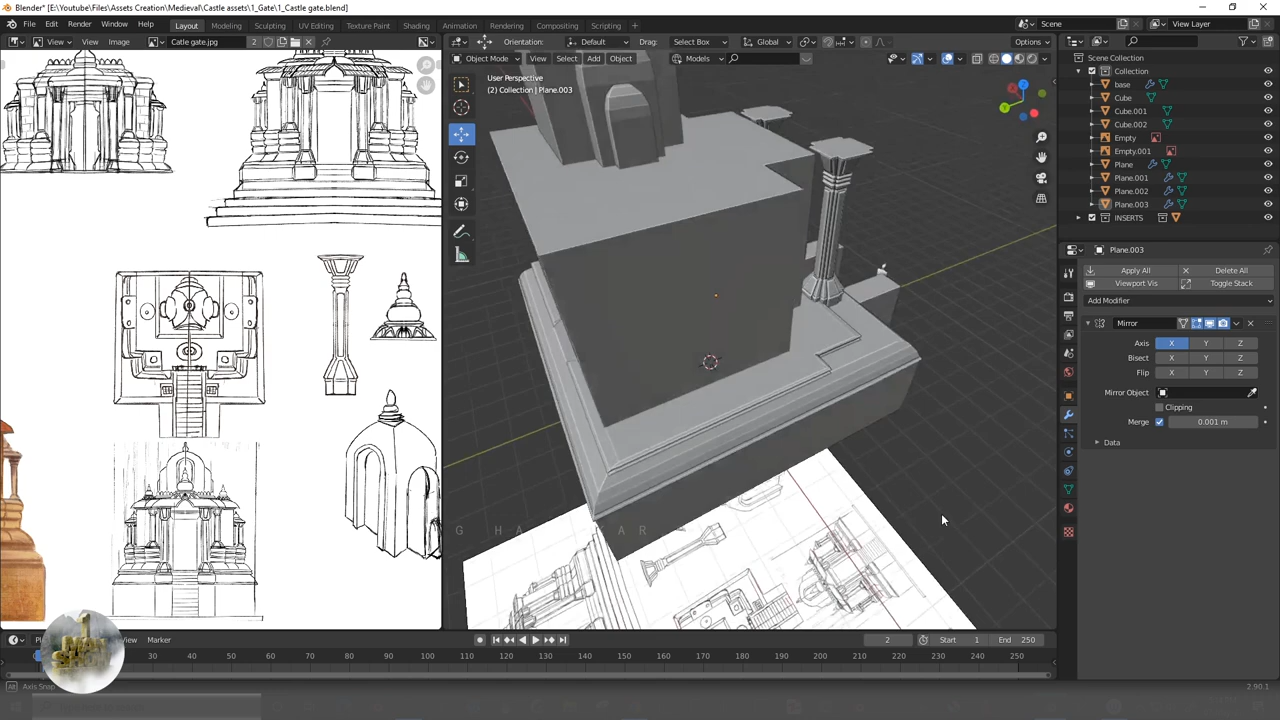 Blender* [E:\Youtube\Files\Assets Creation\Medieval\Castle assets\1_Gate\1_Castle gate.blend]
File Edit Render Window Help Layout Modeling Sculpting UV Editing Texture Paint Shading Animation Rendering Compositing Scripting + Scene View Layer
View View Image Catle gate.jpg 2 Orientation: Default Drag: Select Box Global Options
Object Mode View Select Add Object Models
User Perspective
(2) Collection | Plane.003
Scene Collection
Collection
base
Cube
Cube.001
Cube.002
Empty
Empty.001
Plane
Plane.001
Plane.002
Plane.003
INSERTS
Plane.003
Apply All Delete All
Viewport Vis Toggle Stack
Add Modifier
Mirror
Axis X Y Z
Bisect X Y Z
Flip X Y Z
Mirror Object
Clipping
Merge 0.001 m
Data
View Marker 2 Start 1 End 250
30 40 50 60 70 80 90 100 110 120 130 140 150 160 170 180 190 200 210 220 230 240 250
Axis Snap 2.90.1